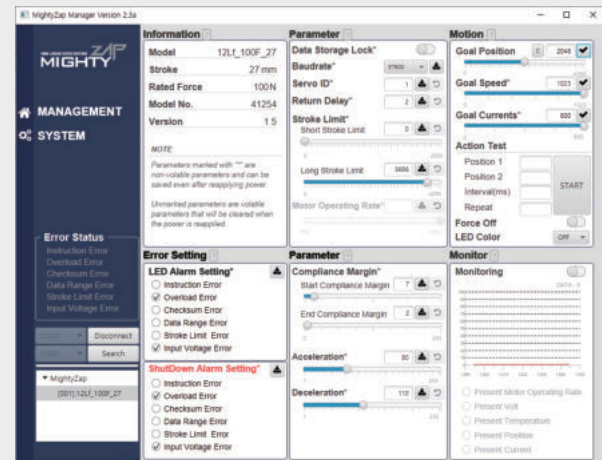 MightyZap Manager Version 2.3a
MIGHTY ZAP
MANAGEMENT
SYSTEM
Error Status
Instruction Error
Overload Error
Checksum Error
Data Range Error
Stroke Limit Error
Input Voltage Error
Disconnect
Search
MightyZap
[001]:12Lf_100F_27
Information
Model 12Lf_100F_27
Stroke 27 mm
Rated Force 100N
Model No. 41254
Version 1.5
NOTE
Parameters marked with "*" are
non-volatile parameters and can be
saved even after reapplying power.
Unmarked parameters are volatile
parameters that will be cleared when
the power is reapplied.
Parameter
Data Storage Lock*
Baudrate* 57600
Servo ID* 1
Return Delay* 2
Stroke Limit*
Short Stroke Limit 0
Long Stroke Limit
Motor Operating Rate*
Motion
Goal Position 2048
Goal Speed* 1023
1023
Goal Currents* 800
Action Test
Position 1
Position 2
Interval(ms)
Repeat
START
Force Off
LED Color OFF
Error Setting
LED Alarm Setting*
Instruction Error
Overload Error
Checksum Error
Data Range Error
Stroke Limit Error
Input Voltage Error
ShutDown Alarm Setting*
Instruction Error
Overload Error
Checksum Error
Data Range Error
Stroke Limit Error
Input Voltage Error
Parameter
Compliance Margin*
Start Compliance Margin 7
End Compliance Margin 2
Acceleration* 80
Deceleration* 110
Monitor
Monitoring
DATA : 0
Present Motor Operating Rate
Present Volt
Present Temperature
Present Position
Present Current